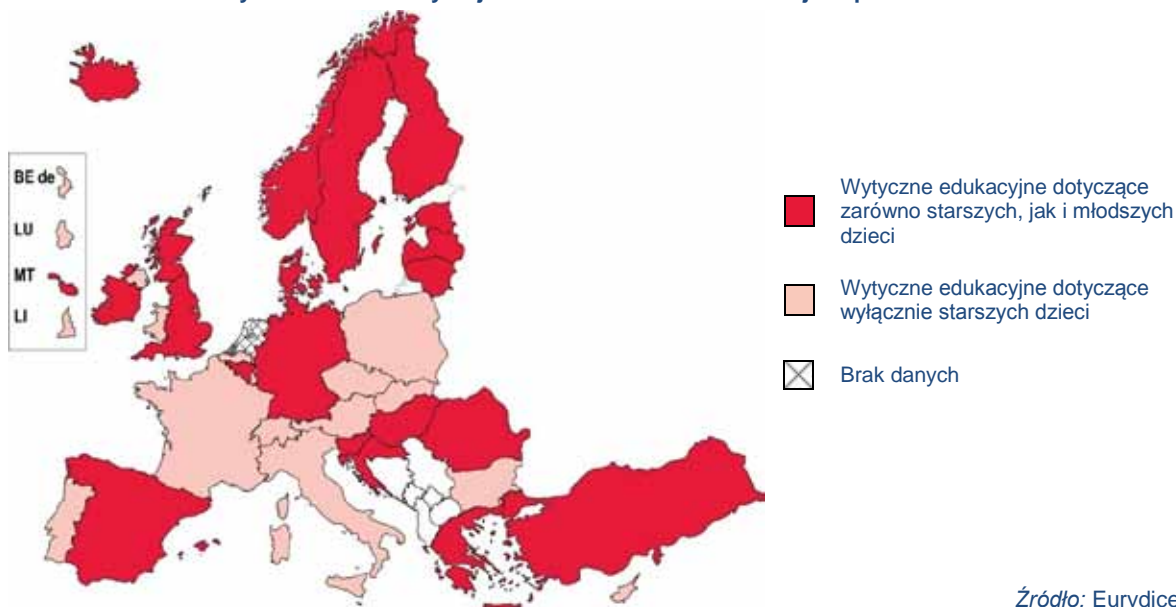 BE de
LU
MT
LI
Wytyczne edukacyjne dotyczące
zarówno starszych, jak i młodszych
dzieci
Wytyczne edukacyjne dotyczące
wyłącznie starszych dzieci
Brak danych
Źródło: Eurydice